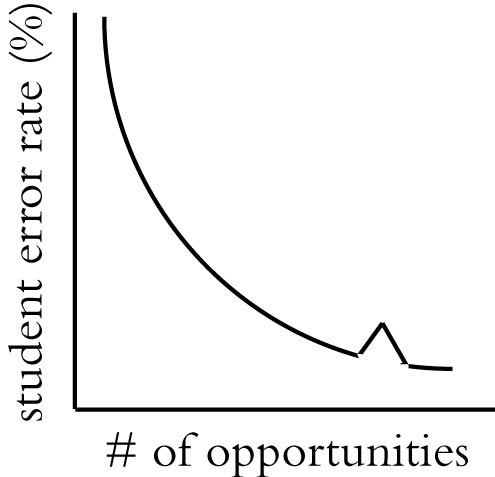 student error rate (%)
# of opportunities